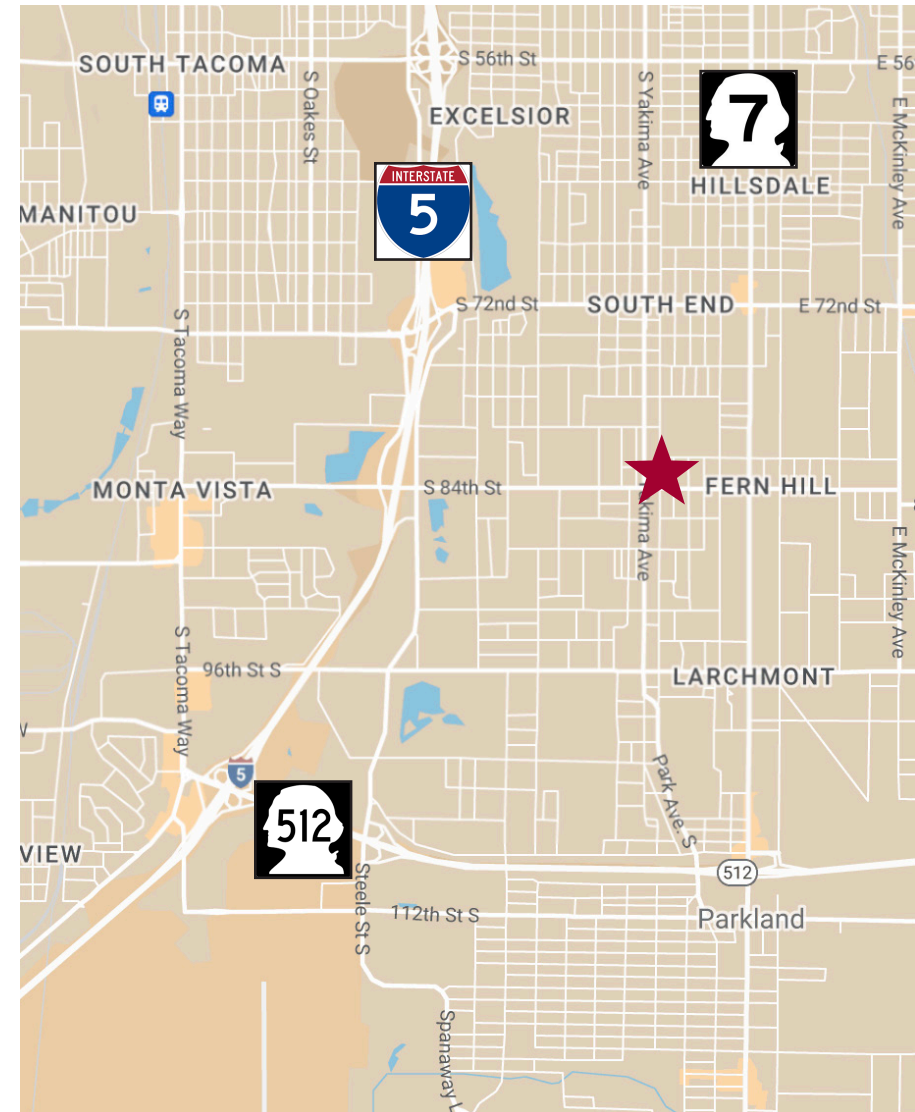 S 56th St
SOUTH TACOMA
E 56
S Oakes St
S Yakima Ave
7
EXCELSIOR
E McKinley Ave
INTERSTATE
5
HILLSDALE
MANITOU
S 72nd St
SOUTH END
E 72nd St
S Tacoma Way
MONTA VISTA
S 84th St
FERN HILL
akima Ave
E McKinley Ave
S Tacoma Way
96th St S
LARCHMONT
5
Park Ave. S
512
VIEW
Steele St S
512
112th St S
Parkland
Spanaway L